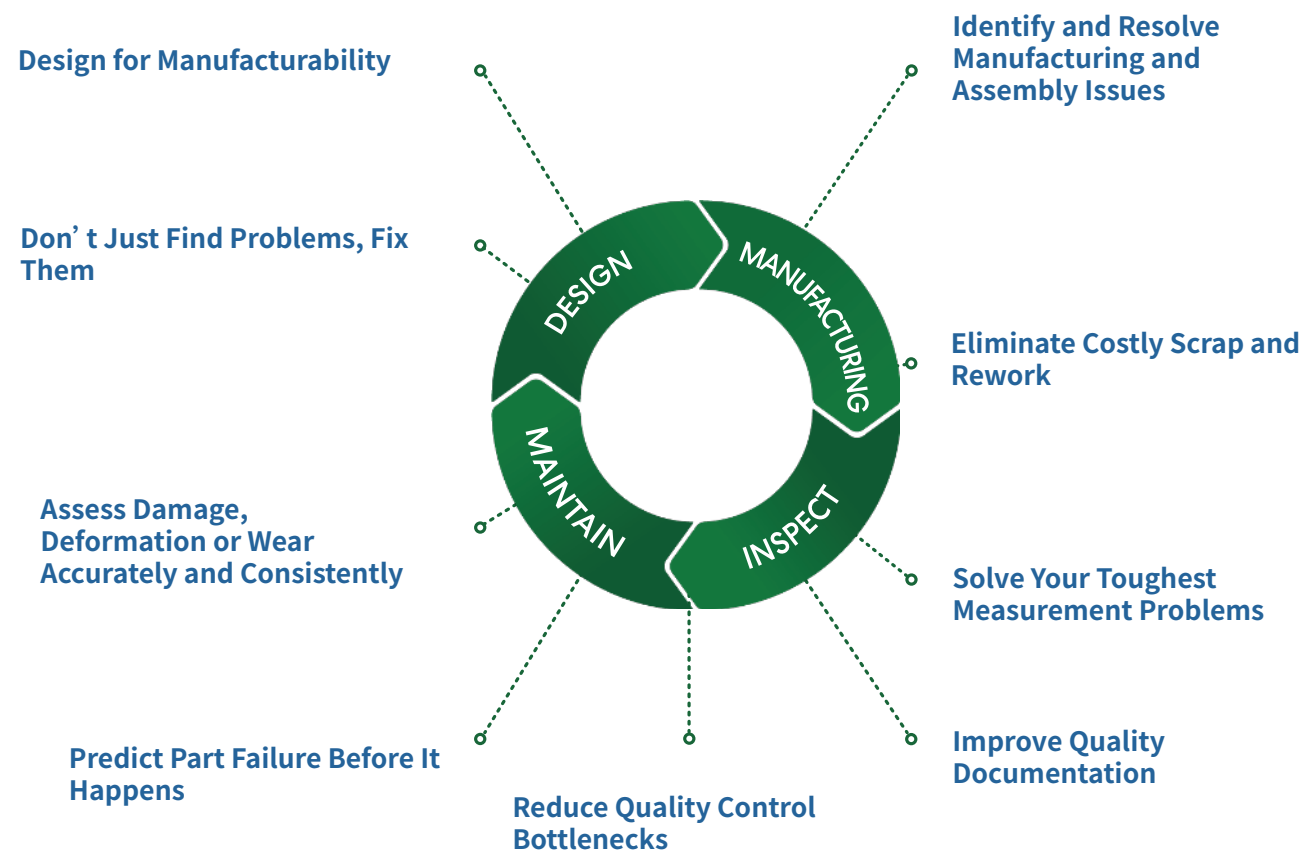 Design for Manufacturability
Identify and Resolve
Manufacturing and
Assembly Issues
Don’ t Just Find Problems, Fix
Them
DESIGN
MANUFACTURING
Eliminate Costly Scrap and
Rework
MAINTAIN
INSPECT
Assess Damage,
Deformation or Wear
Accurately and Consistently
Solve Your Toughest
Measurement Problems
Predict Part Failure Before It
Happens
Improve Quality
Documentation
Reduce Quality Control
Bottlenecks